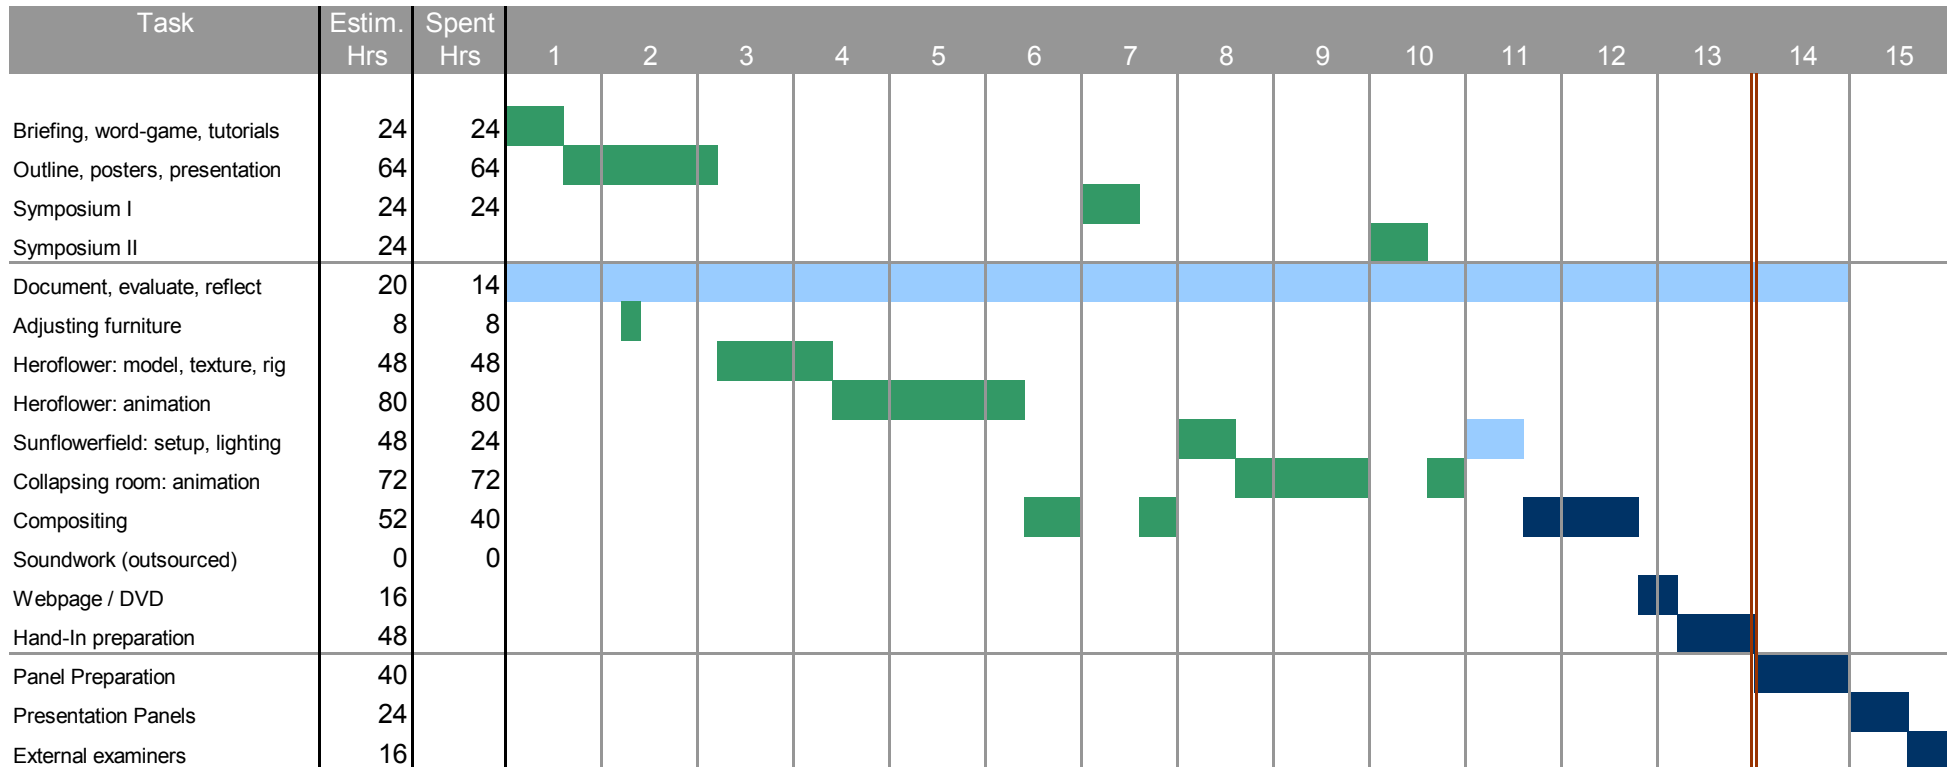 Task Estim. Spent
Hrs Hrs 1 2 3 4 5 6 7 8 9 10 11 12 13 14 15
Briefing, word-game, tutorials 24 24
Outline, posters, presentation 64 64
Symposium I 24 24
Symposium II 24
Document, evaluate, reflect 20 14
Adjusting furniture 8 8
Heroflower: model, texture, rig 48 48
Heroflower: animation 80 80
Sunflowerfield: setup, lighting 48 24
Collapsing room: animation 72 72
Compositing 52 40
Soundwork (outsourced) 0 0
Webpage / DVD 16
Hand-In preparation 48
Panel Preparation 40
Presentation Panels 24
External examiners 16